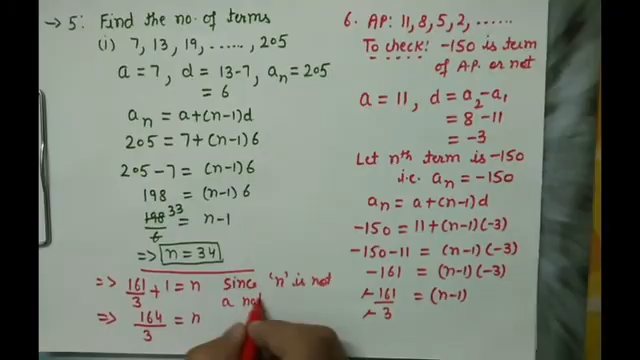 → 5: Find the no. of terms
(i) 7, 13, 19, ......, 205
a = 7, d = 13-7, an = 205
= 6
an = a+(n-1)d
205 = 7+(n-1)6
205-7 = (n-1)6
198 = (n-1)6
198 33 / 6 = n-1
=> n = 34
=> 161/3 + 1 = n since 'n' is not
=> 164/3 = n a
6. AP: 11, 8, 5, 2, ......
To check: -150 is term
of A.P. or not
a = 11, d = a2-a1
= 8-11
= -3
Let nth term is -150
i.e. an = -150
an = a+(n-1)d
-150 = 11+(n-1)(-3)
-150-11 = (n-1)(-3)
-161 = (n-1)(-3)
-161/-3 = (n-1)